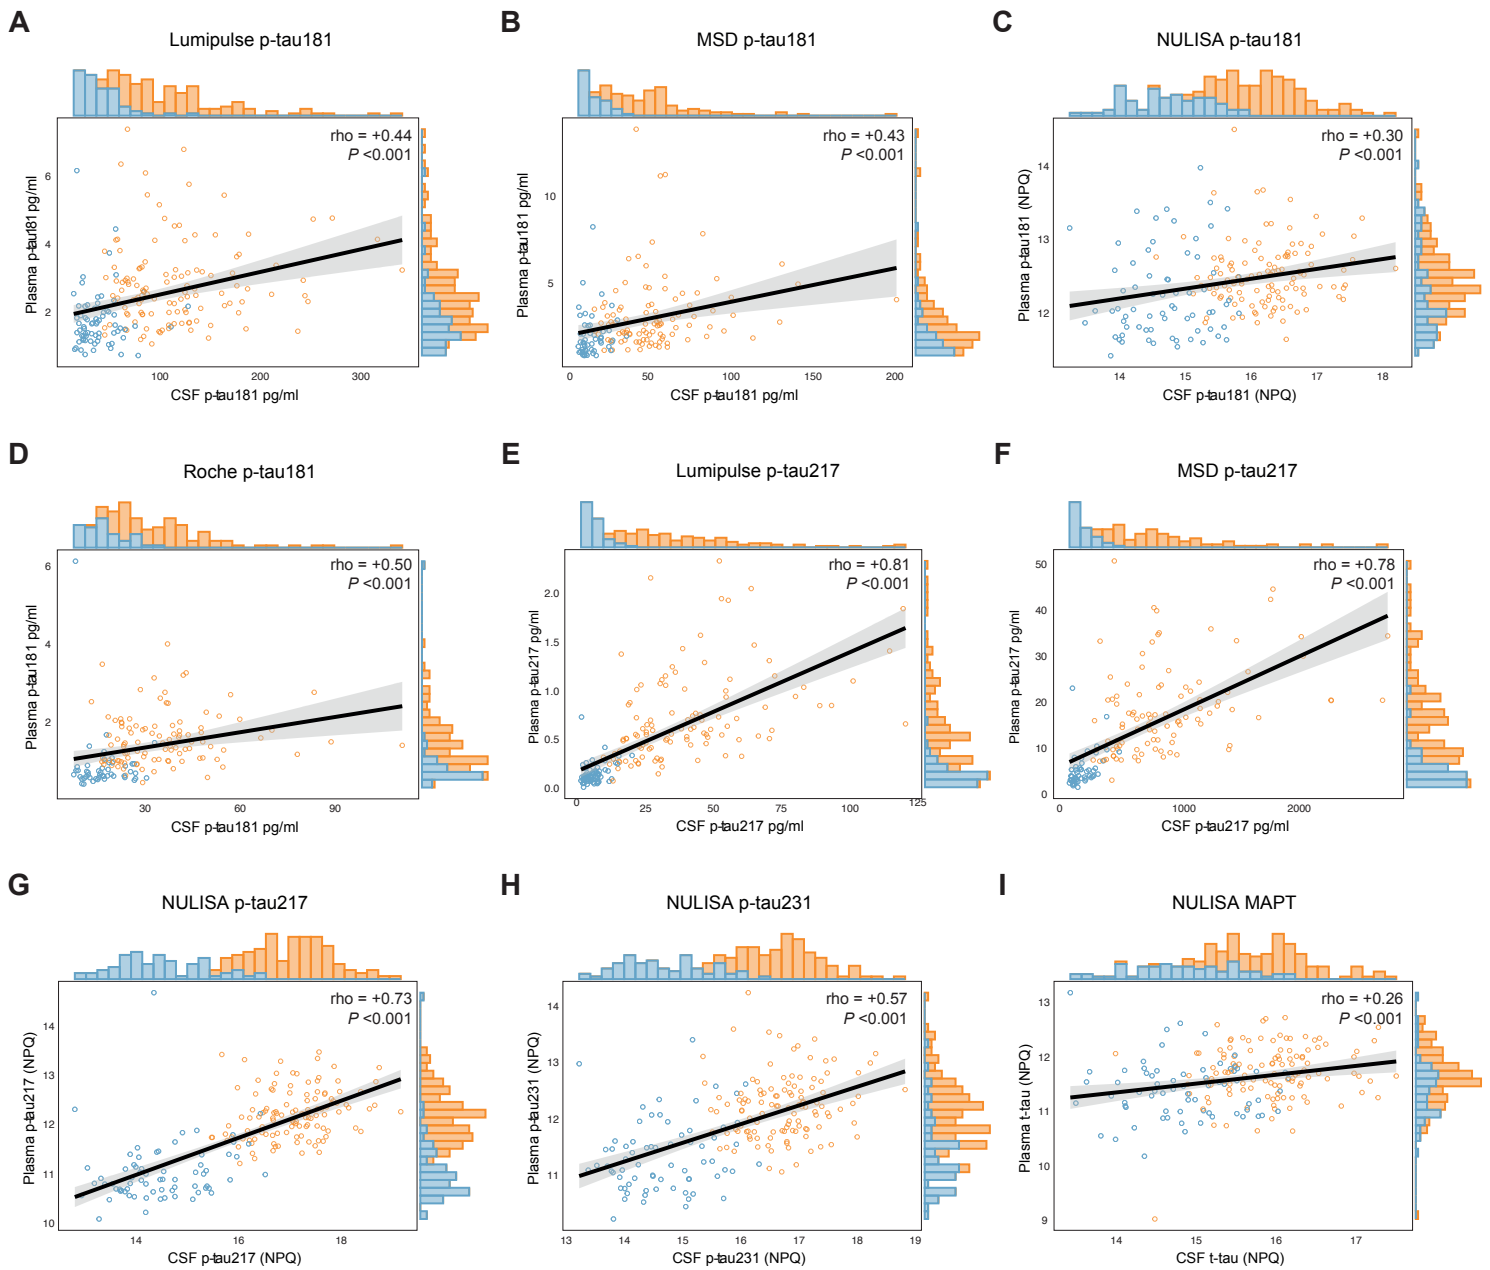 A
Lumipulse p-tau181
rho = +0.44
P <0.001
Plasma p-tau181 pg/ml
6
4
2
100
200
300
CSF p-tau181 pg/ml
B
MSD p-tau181
rho = +0.43
P <0.001
Plasma p-tau181 pg/ml
10
5
0
50
100
150
200
CSF p-tau181 pg/ml
C
NULISA p-tau181
rho = +0.30
P <0.001
Plasma p-tau181 (NPQ)
14
13
12
14
15
16
17
18
CSF p-tau181 (NPQ)
D
Roche p-tau181
rho = +0.50
P <0.001
Plasma p-tau181 pg/ml
6
4
2
30
60
90
CSF p-tau181 pg/ml
E
Lumipulse p-tau217
rho = +0.81
P <0.001
Plasma p-tau217 pg/ml
2.0
1.5
1.0
0.5
0.0
0
25
50
75
100
125
CSF p-tau217 pg/ml
F
MSD p-tau217
rho = +0.78
P <0.001
Plasma p-tau217 pg/ml
50
40
30
20
10
0
0
1000
2000
CSF p-tau217 pg/ml
G
NULISA p-tau217
rho = +0.73
P <0.001
Plasma p-tau217 (NPQ)
14
13
12
11
10
14
16
18
CSF p-tau217 (NPQ)
H
NULISA p-tau231
rho = +0.57
P <0.001
Plasma p-tau231 (NPQ)
14
13
12
11
13
14
15
16
17
18
19
CSF p-tau231 (NPQ)
I
NULISA MAPT
rho = +0.26
P <0.001
Plasma t-tau (NPQ)
13
12
11
10
9
14
15
16
17
CSF t-tau (NPQ)